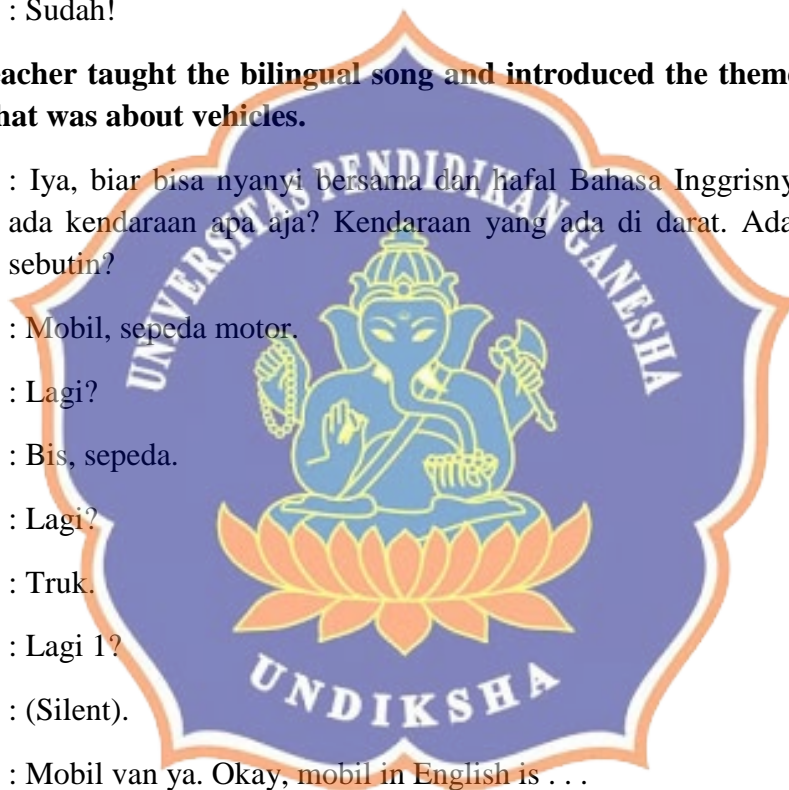 : Sudah!
eacher taught the bilingual song and introduced the theme
hat was about vehicles.
: Iya, biar bisa nyanyi bersama dan hafal Bahasa Inggrisny
ada kendaraan apa aja? Kendaraan yang ada di darat. Ada
sebutin?
: Mobil, sepeda motor.
: Lagi?
: Bis, sepeda.
: Lagi?
: Truk.
: Lagi 1?
: (Silent).
: Mobil van ya. Okay, mobil in English is . . .
UNIVERSITAS PENDIDIKAN GANESHA
UNDIKSHA